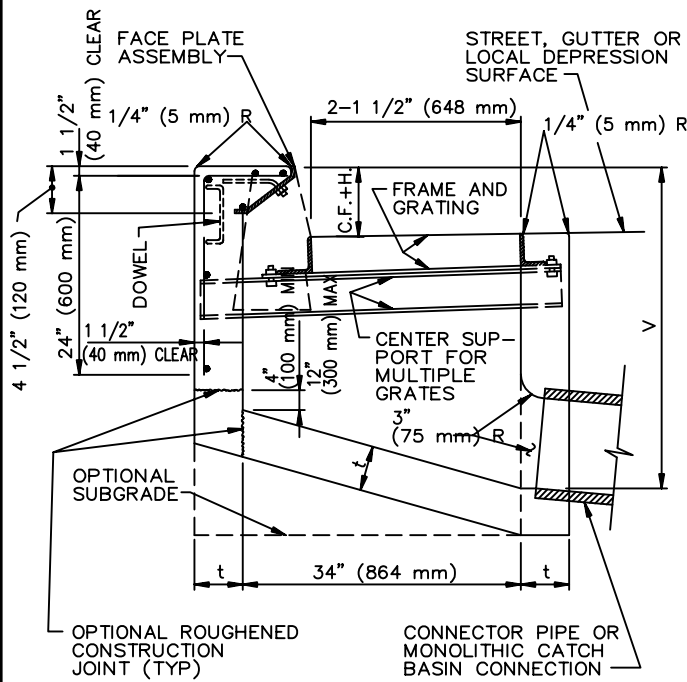 FACE PLATE
ASSEMBLY
STREET, GUTTER OR
LOCAL DEPRESSION
SURFACE
1 1/2"
(40 mm) CLEAR
1/4" (5 mm) R
2-1 1/2" (648 mm)
1/4" (5 mm) R
C.F.+H.
FRAME AND
GRATING
4 1/2" (120 mm)
24" (600 mm)
DOWEL
V
1 1/2"
(40 mm) CLEAR
4"
(100 mm) MIN
12"
(300 mm) MAX
CENTER SUP-
PORT FOR
MULTIPLE
GRATES
3"
(75 mm) R
t
t
OPTIONAL
SUBGRADE
t
34" (864 mm)
t
OPTIONAL ROUGHENED
CONSTRUCTION
JOINT (TYP)
CONNECTOR PIPE OR
MONOLITHIC CATCH
BASIN CONNECTION